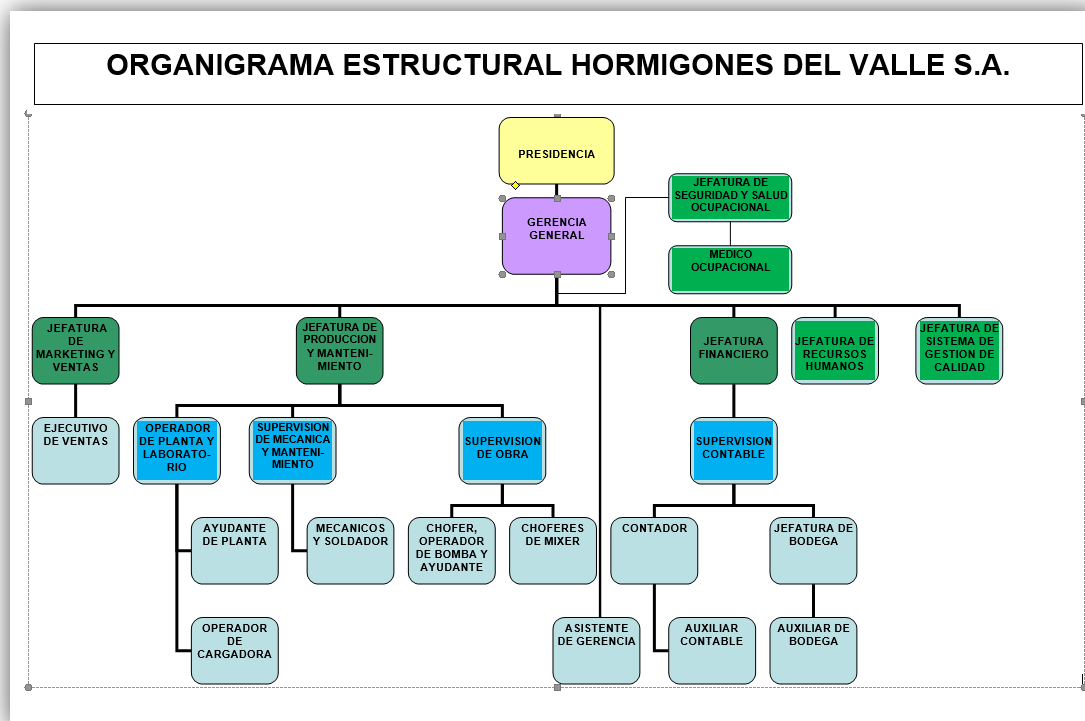 ORGANIGRAMA ESTRUCTURAL HORMIGONES DEL VALLE S.A.
PRESIDENCIA
GERENCIA
GENERAL
JEFATURA DE
SEGURIDAD Y SALUD
OCUPACIONAL
MEDICO
OCUPACIONAL
JEFATURA
DE
MARKETING Y
VENTAS
JEFATURA DE
PRODUCCION
Y MANTENI-
MIENTO
JEFATURA
FINANCIERO
JEFATURA DE
RECURSOS
HUMANOS
JEFATURA DE
SISTEMA DE
GESTION DE
CALIDAD
EJECUTIVO
DE VENTAS
OPERADOR
DE PLANTA Y
LABORATO-
RIO
SUPERVISION
DE MECANICA
Y MANTENI-
MIENTO
SUPERVISION
DE OBRA
SUPERVISION
CONTABLE
AYUDANTE
DE PLANTA
MECANICOS
Y SOLDADOR
CHOFER,
OPERADOR
DE BOMBA Y
AYUDANTE
CHOFERES
DE MIXER
CONTADOR
JEFATURA DE
BODEGA
OPERADOR
DE
CARGADORA
ASISTENTE
DE GERENCIA
AUXILIAR
CONTABLE
AUXILIAR DE
BODEGA